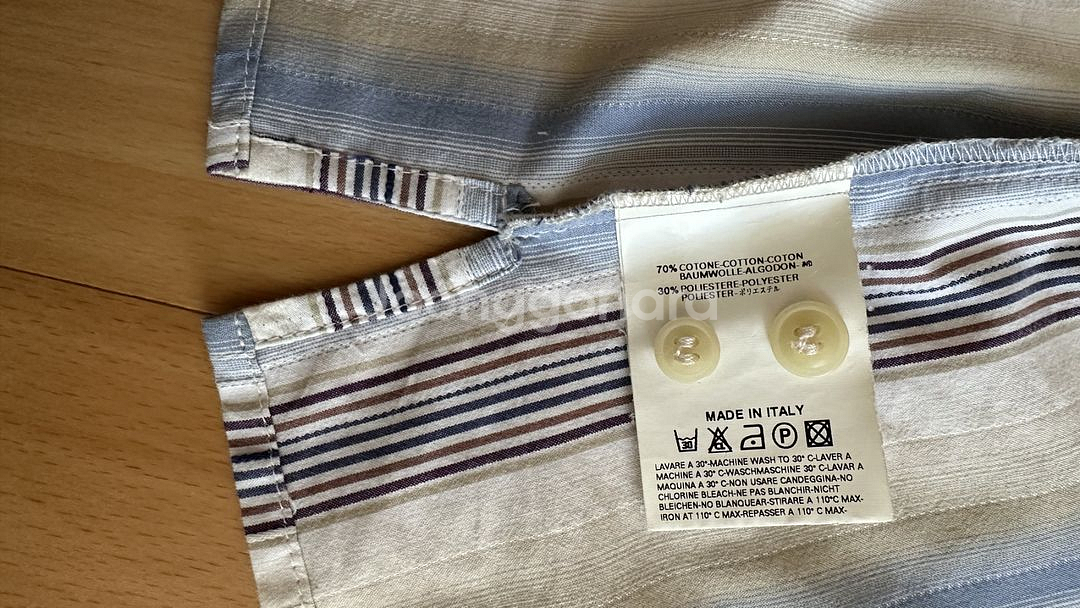 70% COTONE-COTTON-COTON
BAUMWOLLE-ALGODON-綿
30% POLIESTERE-POLYESTER
POLIESTER-ポリエステル
MADE IN ITALY
30
P
LAVARE A 30°-MACHINE WASH TO 30° C-LAVER A
MACHINE A 30° C-WASCHMASCHINE 30° C-LAVAR A
MAQUINA A 30° C-NON USARE CANDEGGINA-NO
CHLORINE BLEACH-NE PAS BLANCHIR-NICHT
BLEICHEN-NO BLANQUEAR-STIRARE A 110°C MAX-
IRON AT 110° C MAX-REPASSER A 110° C MAX-